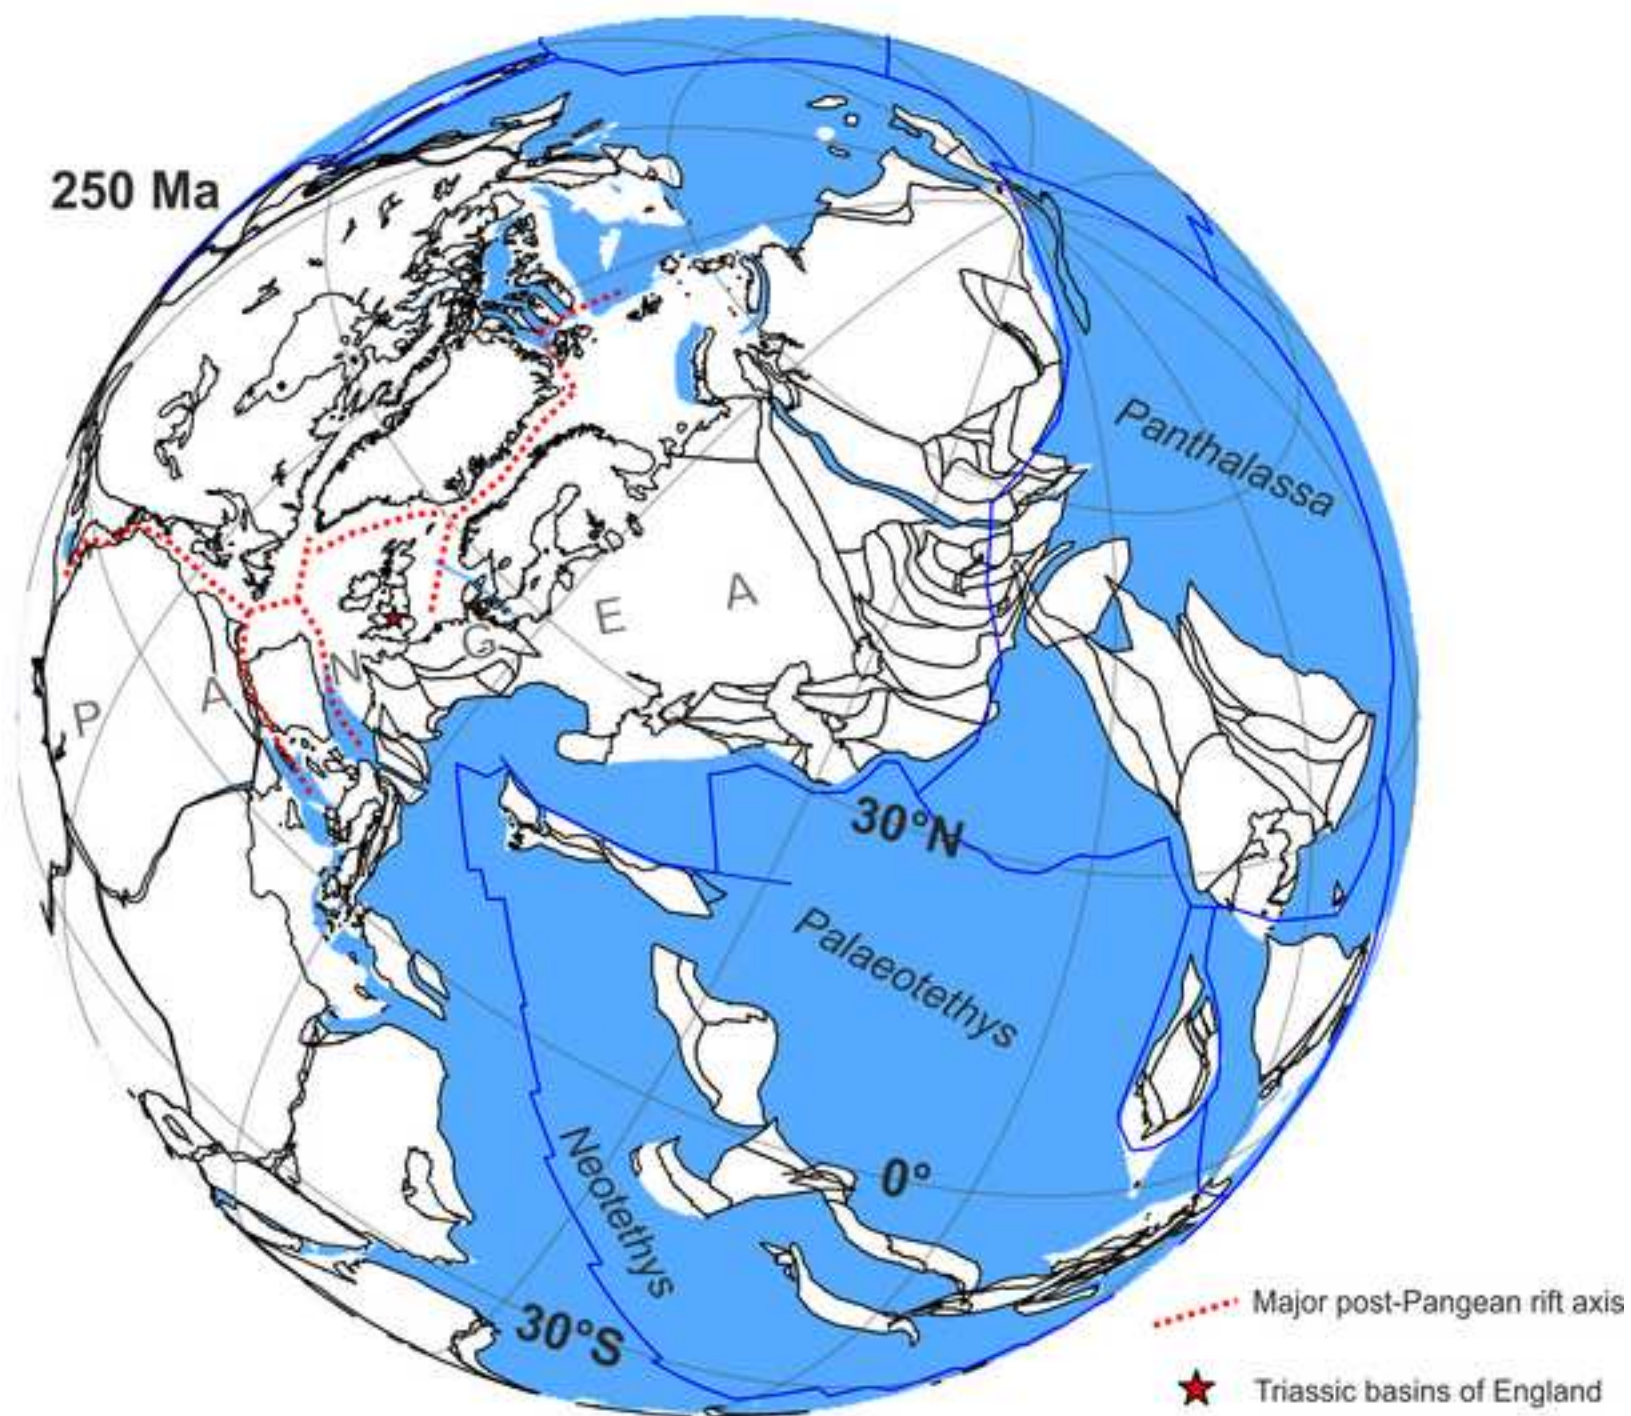 250 Ma
Panthalassa
P A N G E A
30°N
Palaeotethys
0°
Neotethys
30°S
Major post-Pangean rift axis
Triassic basins of England